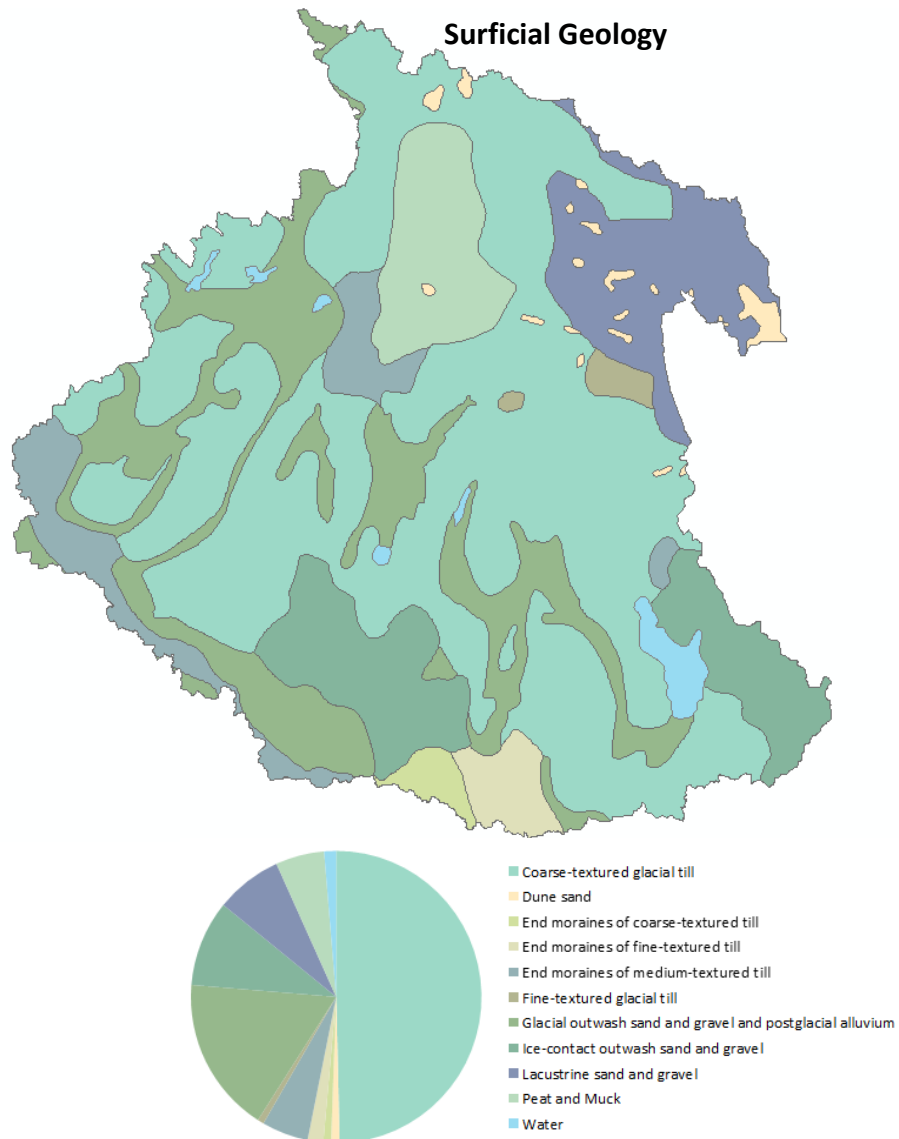 Surficial Geology
Coarse-textured glacial till
Dune sand
End moraines of coarse-textured till
End moraines of fine-textured till
End moraines of medium-textured till
Fine-textured glacial till
Glacial outwash sand and gravel and postglacial alluvium
Ice-contact outwash sand and gravel
Lacustrine sand and gravel
Peat and Muck
Water